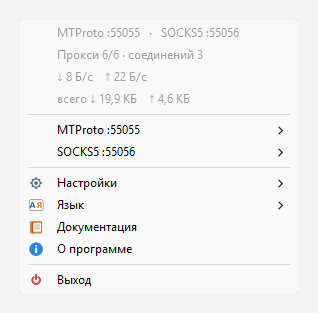 MTProto :55055 · SOCKS5 :55056
Прокси 6/6 · соединений 3
↓ 8 Б/с ↑ 22 Б/с
всего ↓ 19,9 КБ ↑ 4,6 КБ
MTProto :55055
SOCKS5 :55056
Настройки
Язык
Документация
О программе
Выход